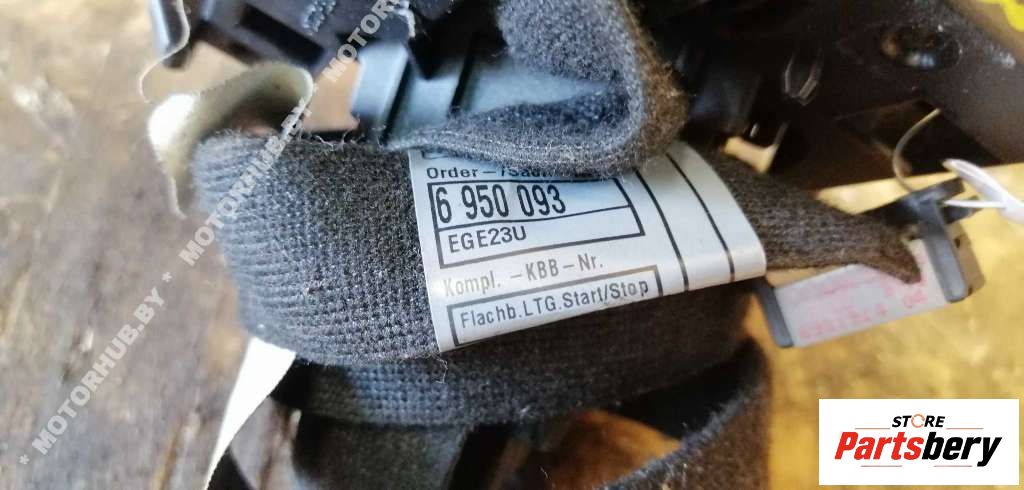 Order-
6 950 093
EGE23U
Kompl. -KBB-Nr.
Flachb.LTG.Start/Stop
* MOTORHUB.BY * MOTORHUB.BY * MOTORHUB.BY
STORE
Partsbery